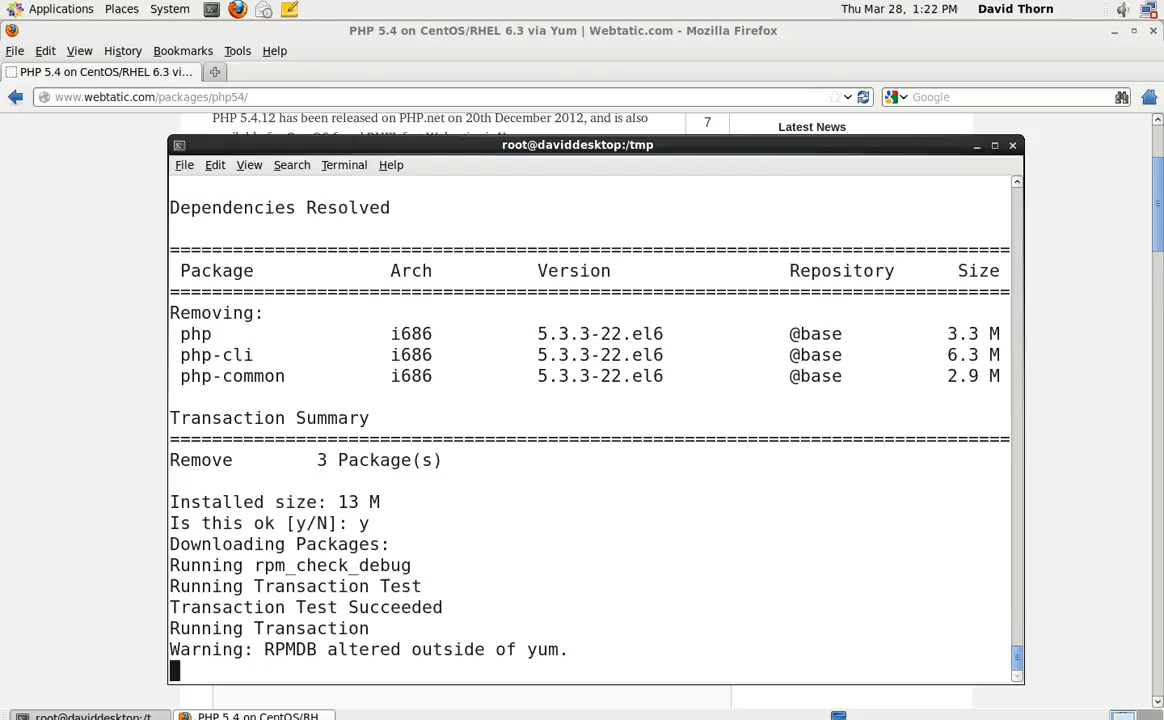 Applications Places System Thu Mar 28, 1:22 PM David Thorn
PHP 5.4 on CentOS/RHEL 6.3 via Yum | Webtatic.com - Mozilla Firefox
File Edit View History Bookmarks Tools Help
PHP 5.4 on CentOS/RHEL 6.3 vi...
www.webtatic.com/packages/php54/ Google
PHP 5.4.12 has been released on PHP.net on 20th December 2012, and is also
7
Latest News
root@daviddesktop:/tmp
File Edit View Search Terminal Help
Dependencies Resolved
================================================================================
Package Arch Version Repository Size
================================================================================
Removing:
php i686 5.3.3-22.el6 @base 3.3 M
php-cli i686 5.3.3-22.el6 @base 6.3 M
php-common i686 5.3.3-22.el6 @base 2.9 M
Transaction Summary
================================================================================
Remove 3 Package(s)
Installed size: 13 M
Is this ok [y/N]: y
Downloading Packages:
Running rpm_check_debug
Running Transaction Test
Transaction Test Succeeded
Running Transaction
Warning: RPMDB altered outside of yum.
root@daviddesktop:/t... PHP 5.4 on CentOS/RH...